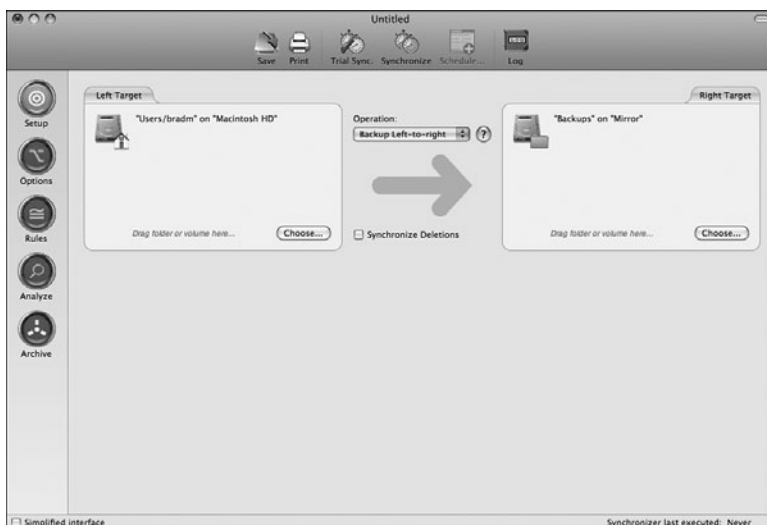 Untitled
Save Print Trial Sync. Synchronize Schedule... Log
Setup
Options
Rules
Analyze
Archive
Left Target
"Users/bradm" on "Macintosh HD"
Drag folder or volume here... Choose...
Operation:
Backup Left-to-right ?
Synchronize Deletions
Right Target
"Backups" on "Mirror"
Drag folder or volume here... Choose...
Simplified interface
Synchronizer last executed: Never